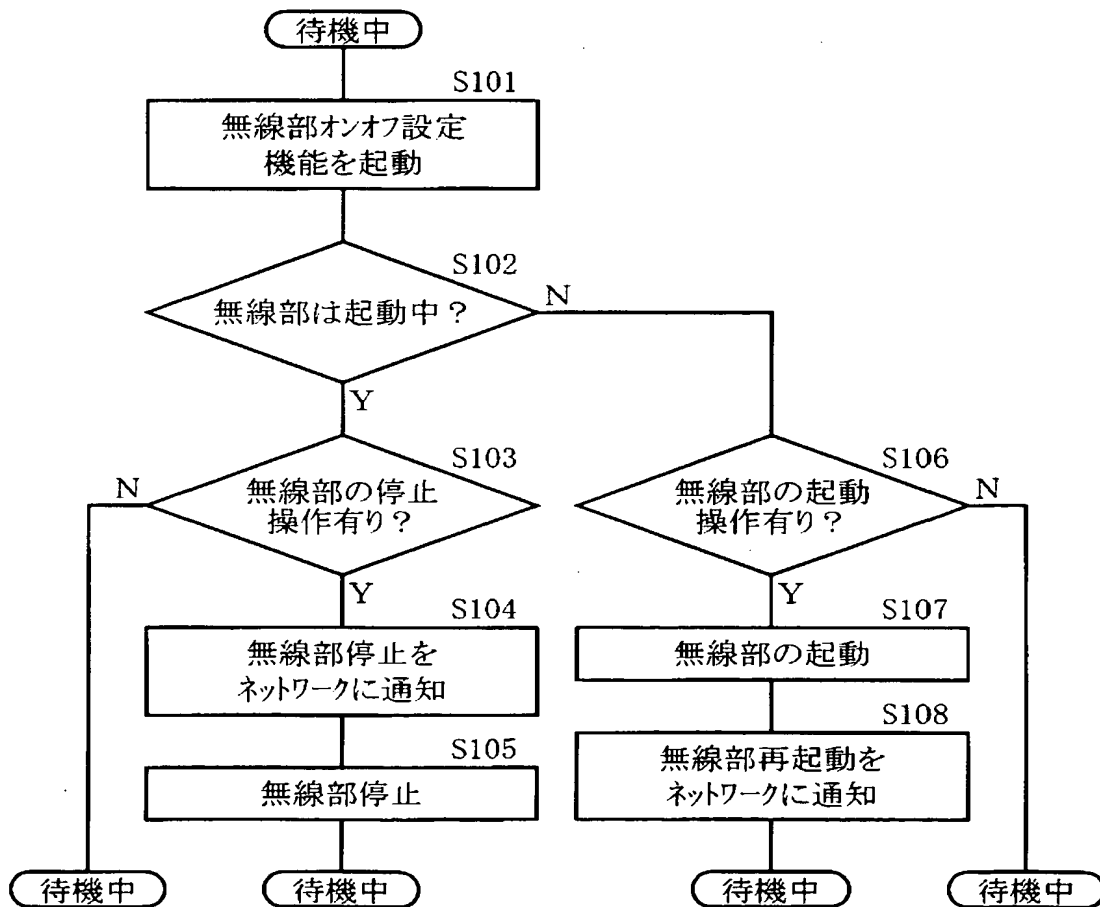 待機中
S101
無線部オンオフ設定
機能を起動
S102
無線部は起動中？
N
Y
S103
無線部の停止
操作有り？
N
Y
S106
無線部の起動
操作有り？
N
Y
S104
無線部停止を
ネットワークに通知
S107
無線部の起動
S105
無線部停止
S108
無線部再起動を
ネットワークに通知
待機中
待機中
待機中
待機中